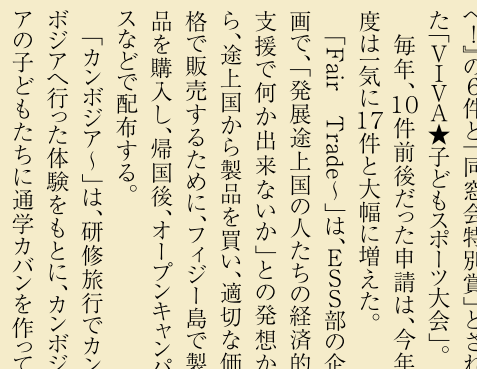 へ！』の6件と「同窓会特別賞」とされ
た「VIVA★子どもスポーツ大会」。
毎年、10件前後だった申請は、今年
度は一気に17件と大幅に増えた。
「Fair Trade〜」は、ESS部の企
画で、「発展途上国の人たちの経済的
支援で何か出来ないか」との発想か
ら、途上国から製品を買い、適切な価
格で販売するために、フィジー島で製
品を購入し、帰国後、オープンキャンパ
スなどで配布する。
「カンボジア〜」は、研修旅行でカン
ボジアへ行った体験をもとに、カンボジ
アの子どもたちに通学カバンを作って